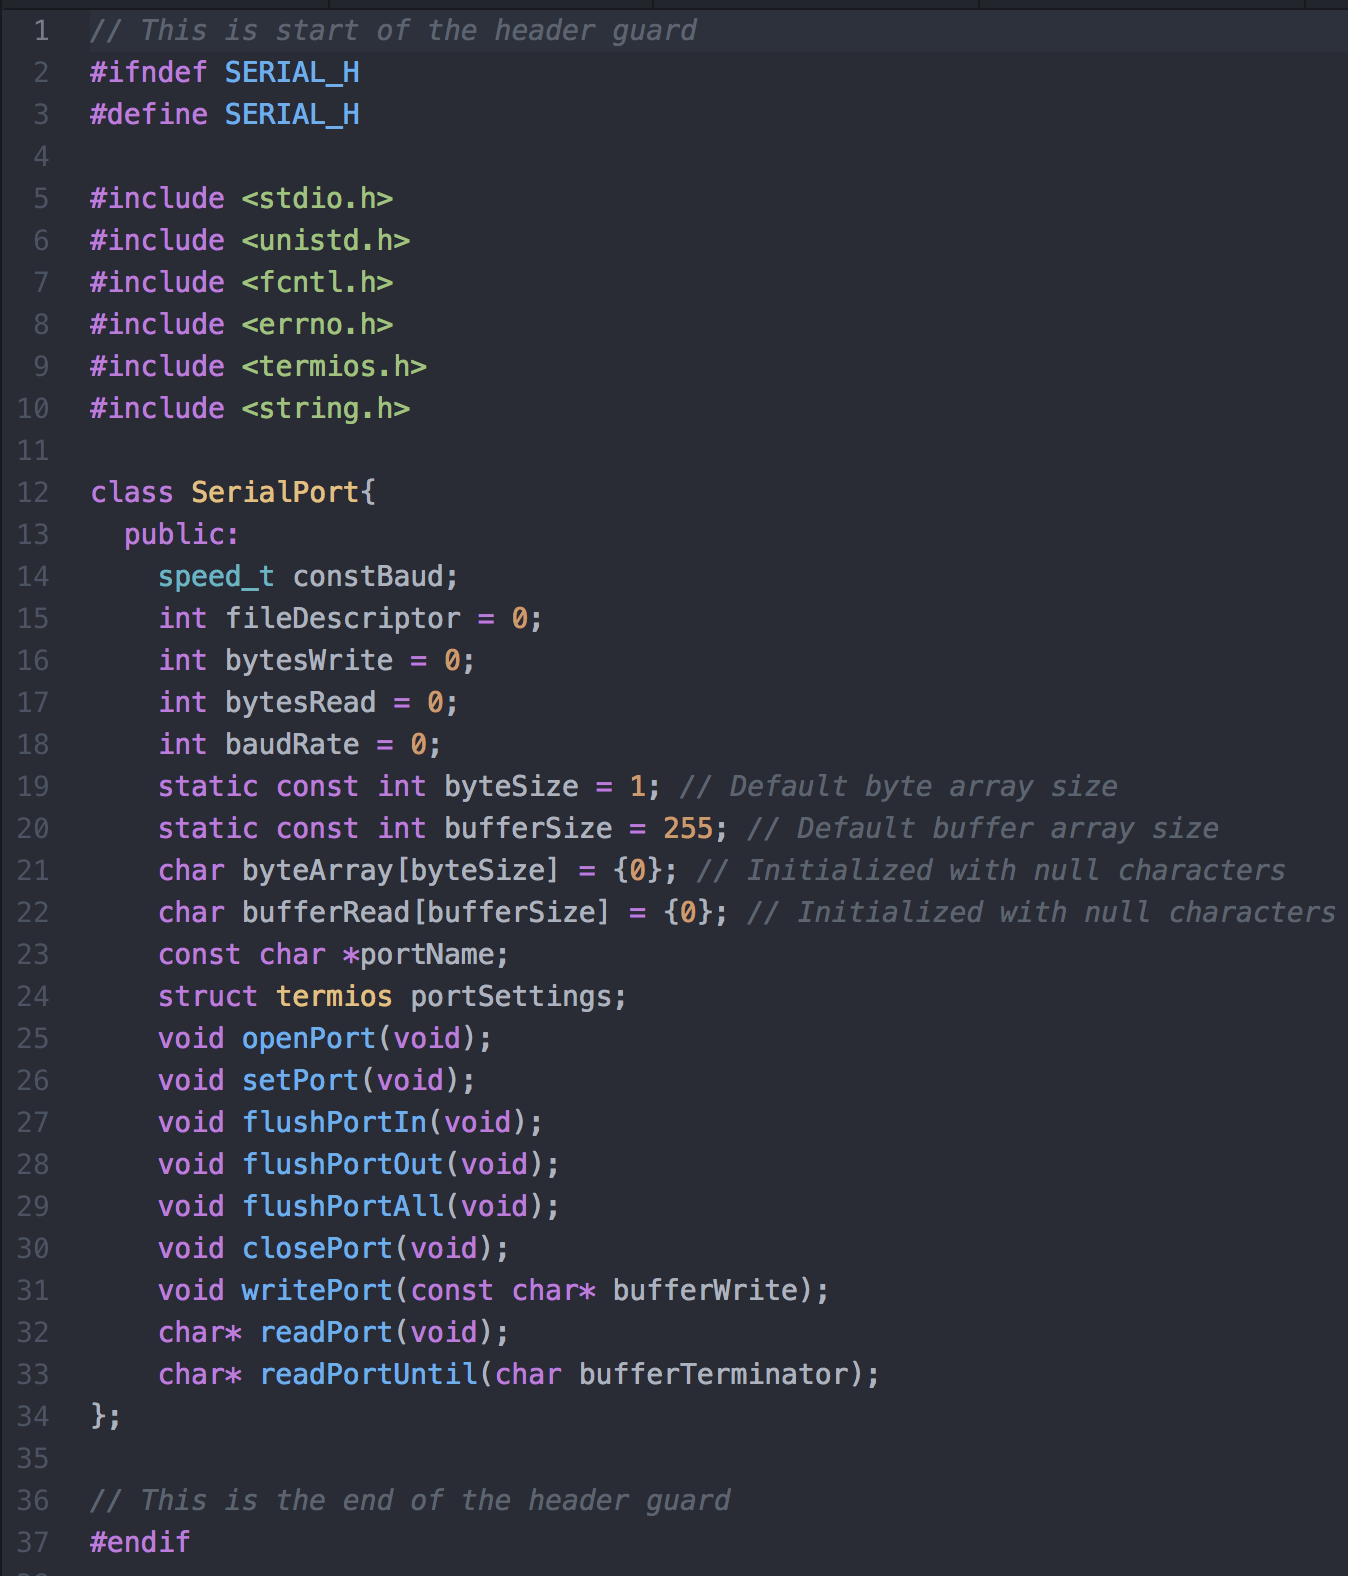 1 // This is start of the header guard
2 #ifndef SERIAL_H
3 #define SERIAL_H
4
5 #include <stdio.h>
6 #include <unistd.h>
7 #include <fcntl.h>
8 #include <errno.h>
9 #include <termios.h>
10 #include <string.h>
11
12 class SerialPort{
13   public:
14     speed_t constBaud;
15     int fileDescriptor = 0;
16     int bytesWrite = 0;
17     int bytesRead = 0;
18     int baudRate = 0;
19     static const int byteSize = 1; // Default byte array size
20     static const int bufferSize = 255; // Default buffer array size
21     char byteArray[byteSize] = {0}; // Initialized with null characters
22     char bufferRead[bufferSize] = {0}; // Initialized with null characters
23     const char *portName;
24     struct termios portSettings;
25     void openPort(void);
26     void setPort(void);
27     void flushPortIn(void);
28     void flushPortOut(void);
29     void flushPortAll(void);
30     void closePort(void);
31     void writePort(const char* bufferWrite);
32     char* readPort(void);
33     char* readPortUntil(char bufferTerminator);
34 };
35
36 // This is the end of the header guard
37 #endif